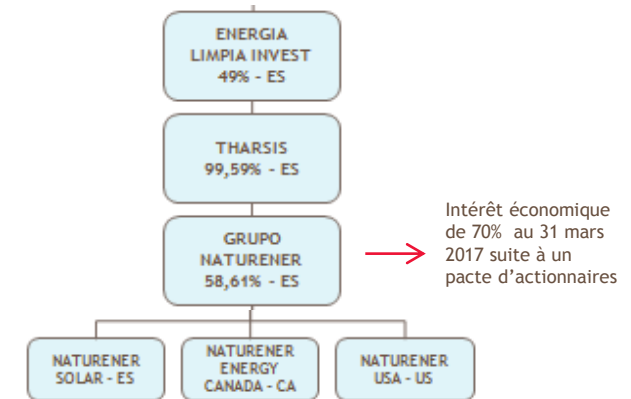 ENERGIA
LIMPIA INVEST
49% - ES
THARSIS
99,59% - ES
GRUPO
NATURENER
58,61% - ES
Intérêt économique
de 70% au 31 mars
2017 suite à un
pacte d’actionnaires
NATURENER
SOLAR - ES
NATURENER
ENERGY
CANADA - CA
NATURENER
USA - US